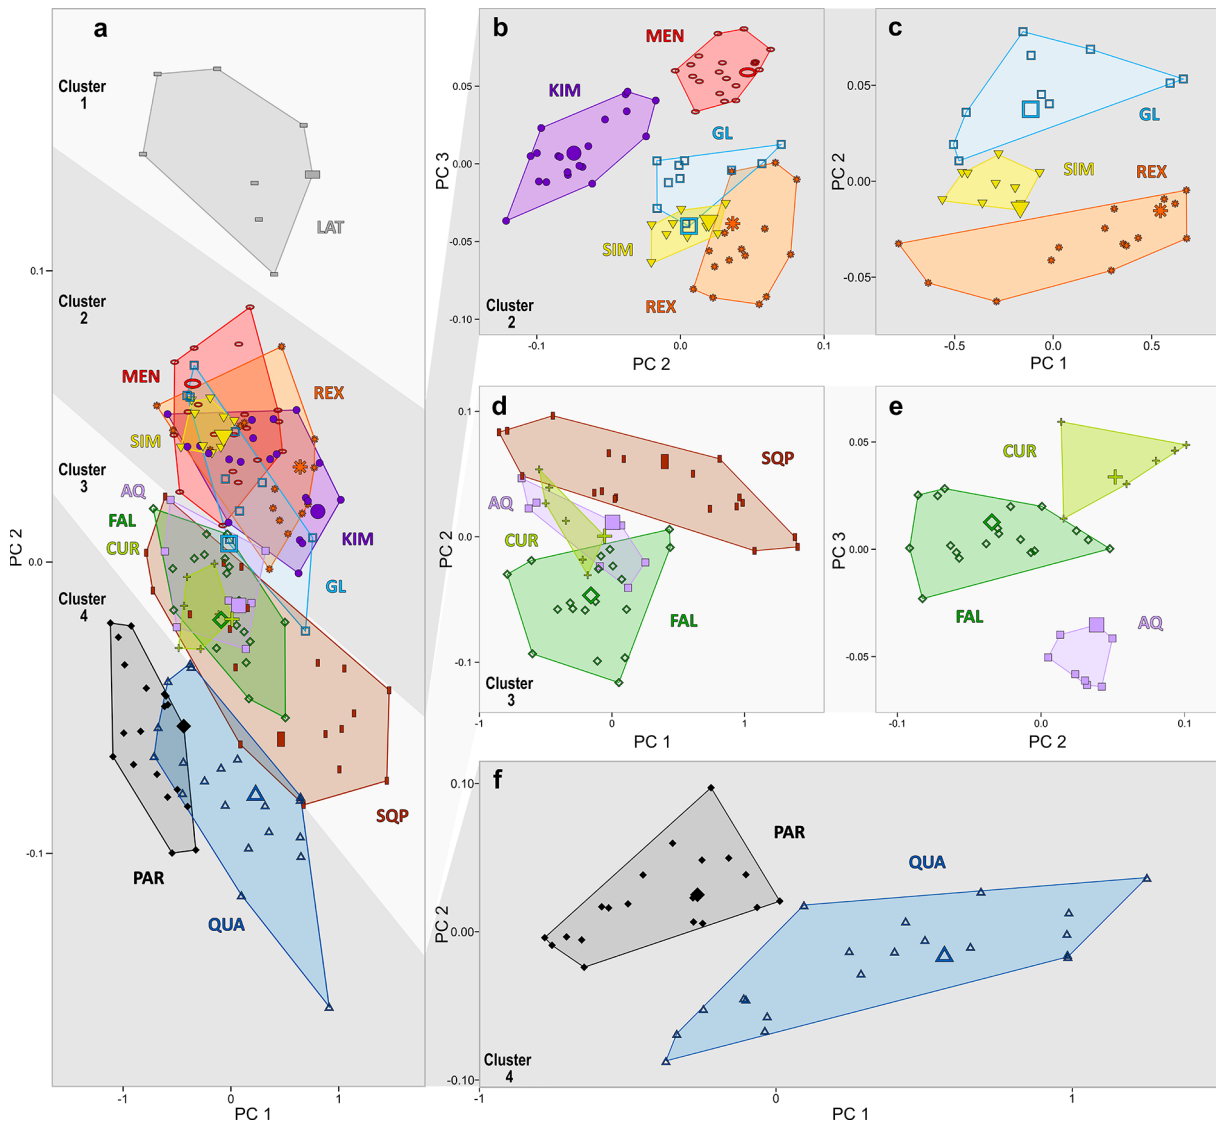 a
Cluster
1
LAT
0.1
Cluster
2
MEN
REX
SIM
Cluster
3
AQ
FAL
CUR
KIM
GL
PC 2
0.0
Cluster
4
SQP
-0.1
PAR
QUA
-1
0
1
PC 1
b
MEN
KIM
GL
SIM
REX
Cluster
2
PC 3
0.05
0.00
-0.05
-0.10
-0.1
0.0
0.1
PC 2
c
GL
SIM
REX
PC 2
0.05
0.00
-0.05
-0.5
0.0
0.5
PC 1
d
SQP
AQ
CUR
FAL
Cluster
3
PC 2
0.1
0.0
-0.1
-1
0
1
PC 1
e
CUR
FAL
AQ
PC 3
0.05
0.00
-0.05
-0.1
0.0
0.1
PC 2
f
PAR
QUA
Cluster
4
PC 2
0.10
0.00
-0.10
0
1
PC 1